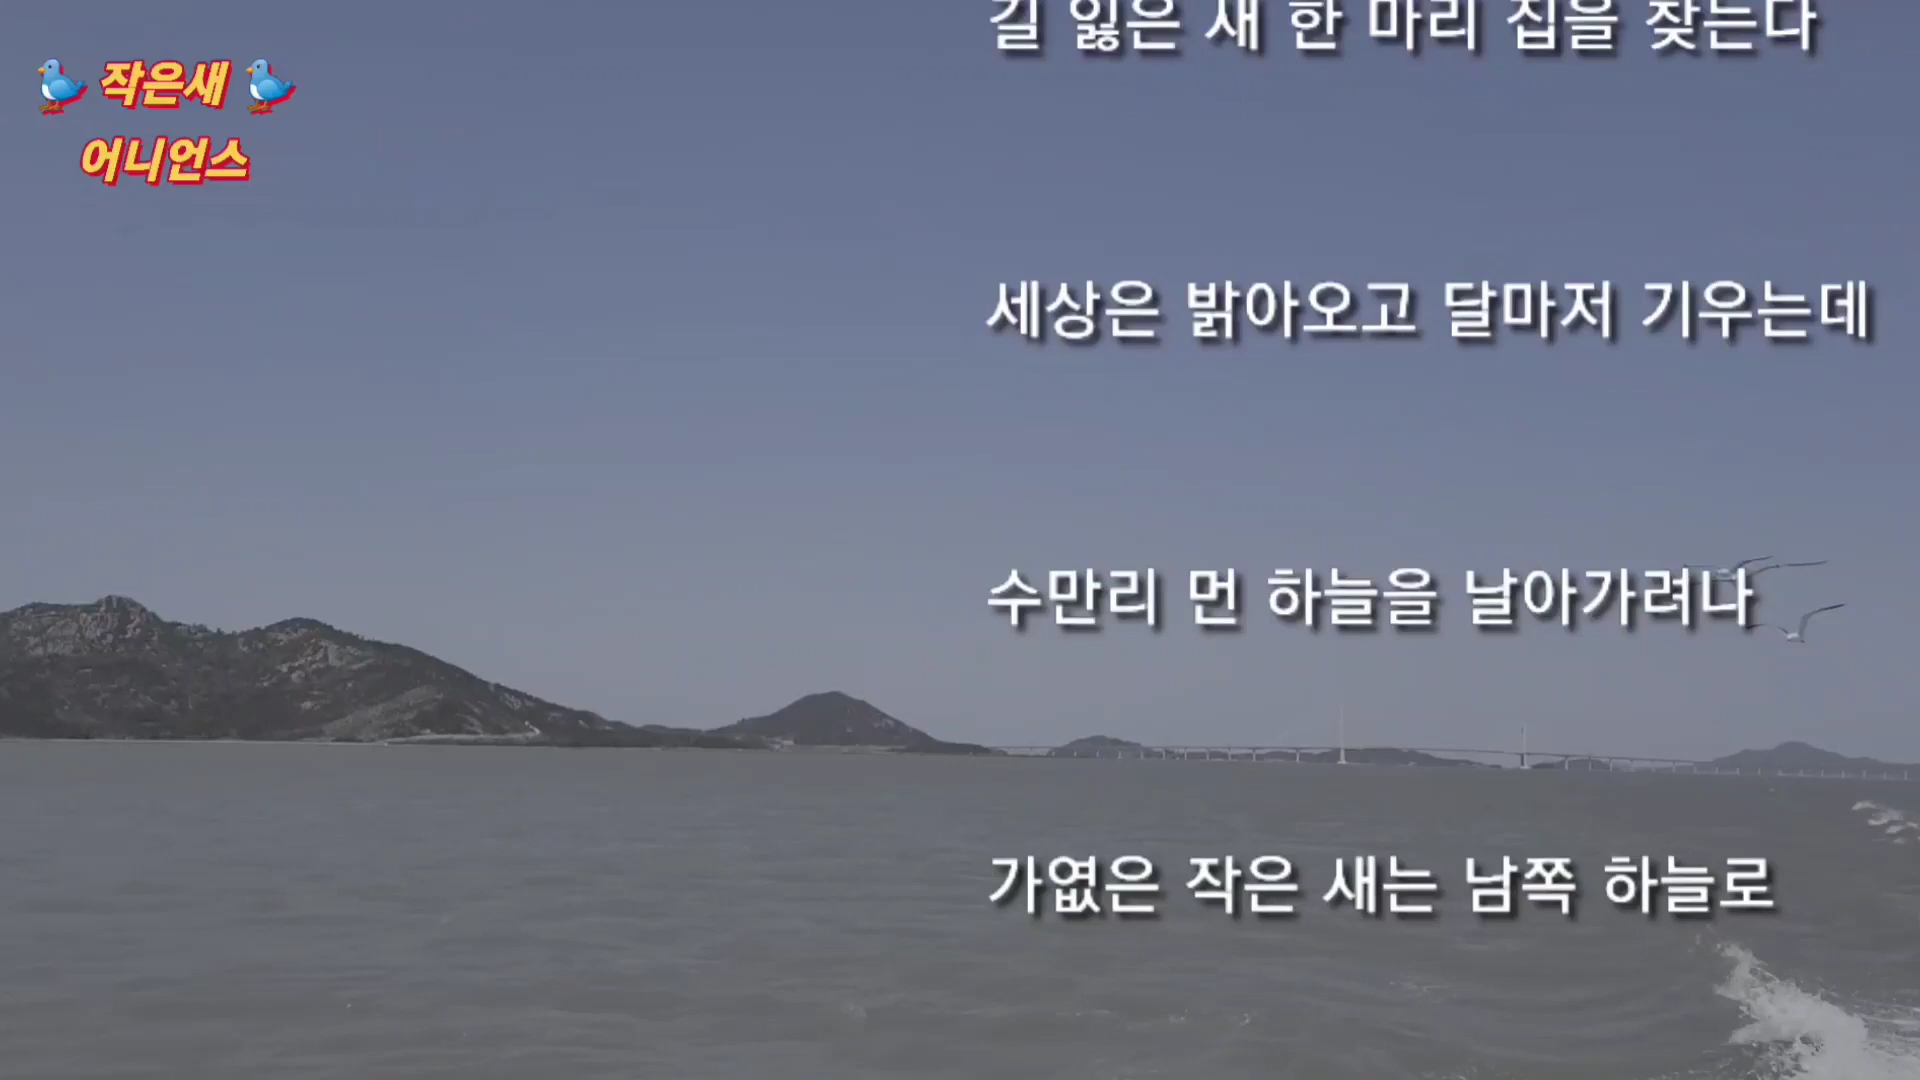 작은새
어니언스
길 잃은 새 한 마리 집을 찾는다
세상은 밝아오고 달마저 기우는데
수만리 먼 하늘을 날아가려나
가엾은 작은 새는 남쪽 하늘로